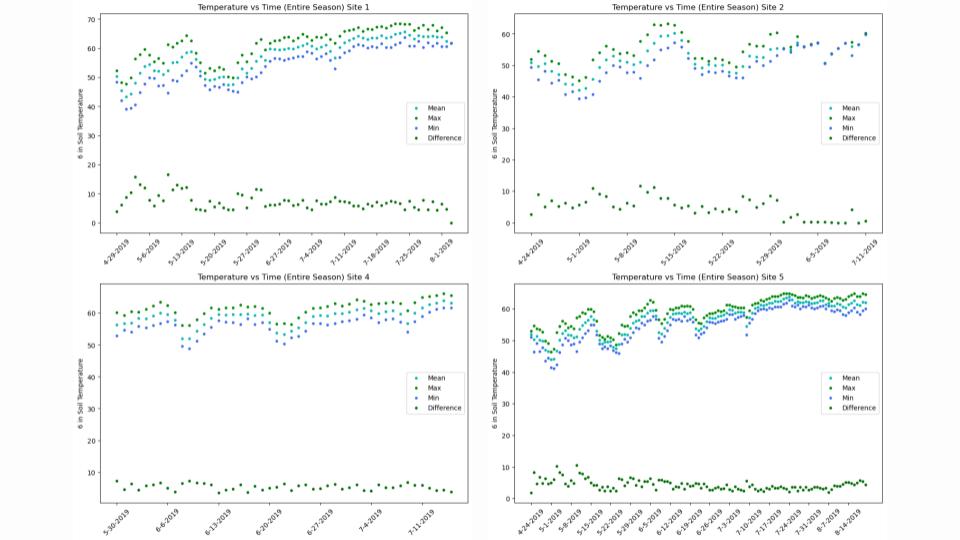 Temperature vs Time (Entire Season) Site 1
6 in Soil Temperature
70
60
50
40
30
20
10
0
Mean
Max
Min
Difference
4-29-2019
5-6-2019
5-13-2019
5-20-2019
5-29-2019
6-27-2019
7-4-2019
7-11-2019
7-18-2019
7-25-2019
8-1-2019
Temperature vs Time (Entire Season) Site 2
6 in Soil Temperature
60
50
40
30
20
10
0
Mean
Max
Min
Difference
4-24-2019
5-1-2019
5-8-2019
5-15-2019
5-22-2019
5-29-2019
6-5-2019
7-11-2019
Temperature vs Time (Entire Season) Site 4
6 in Soil Temperature
60
50
40
30
20
10
Mean
Max
Min
Difference
5-30-2019
6-6-2019
6-13-2019
6-20-2019
6-27-2019
7-4-2019
7-11-2019
Temperature vs Time (Entire Season) Site 5
6 in Soil Temperature
60
50
40
30
20
10
0
Mean
Max
Min
Difference
4-24-2019
5-1-2019
5-8-2019
5-15-2019
5-22-2019
5-29-2019
6-5-2019
6-12-2019
6-19-2019
6-26-2019
7-3-2019
7-10-2019
7-17-2019
7-24-2019
7-31-2019
8-7-2019
8-14-2019